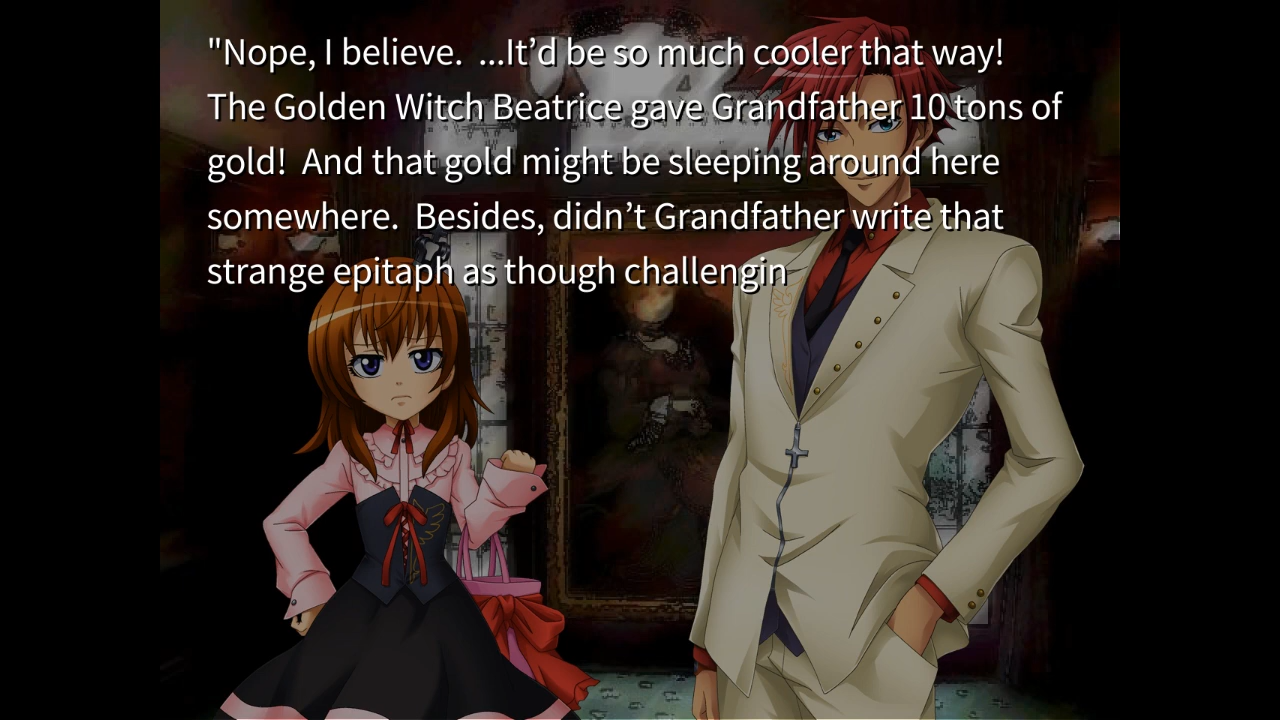 "Nope, I believe.  ...It’d be so much cooler that way!
The Golden Witch Beatrice gave Grandfather 10 tons of
gold!  And that gold might be sleeping around here
somewhere.  Besides, didn’t Grandfather write that
strange epitaph as though challengin